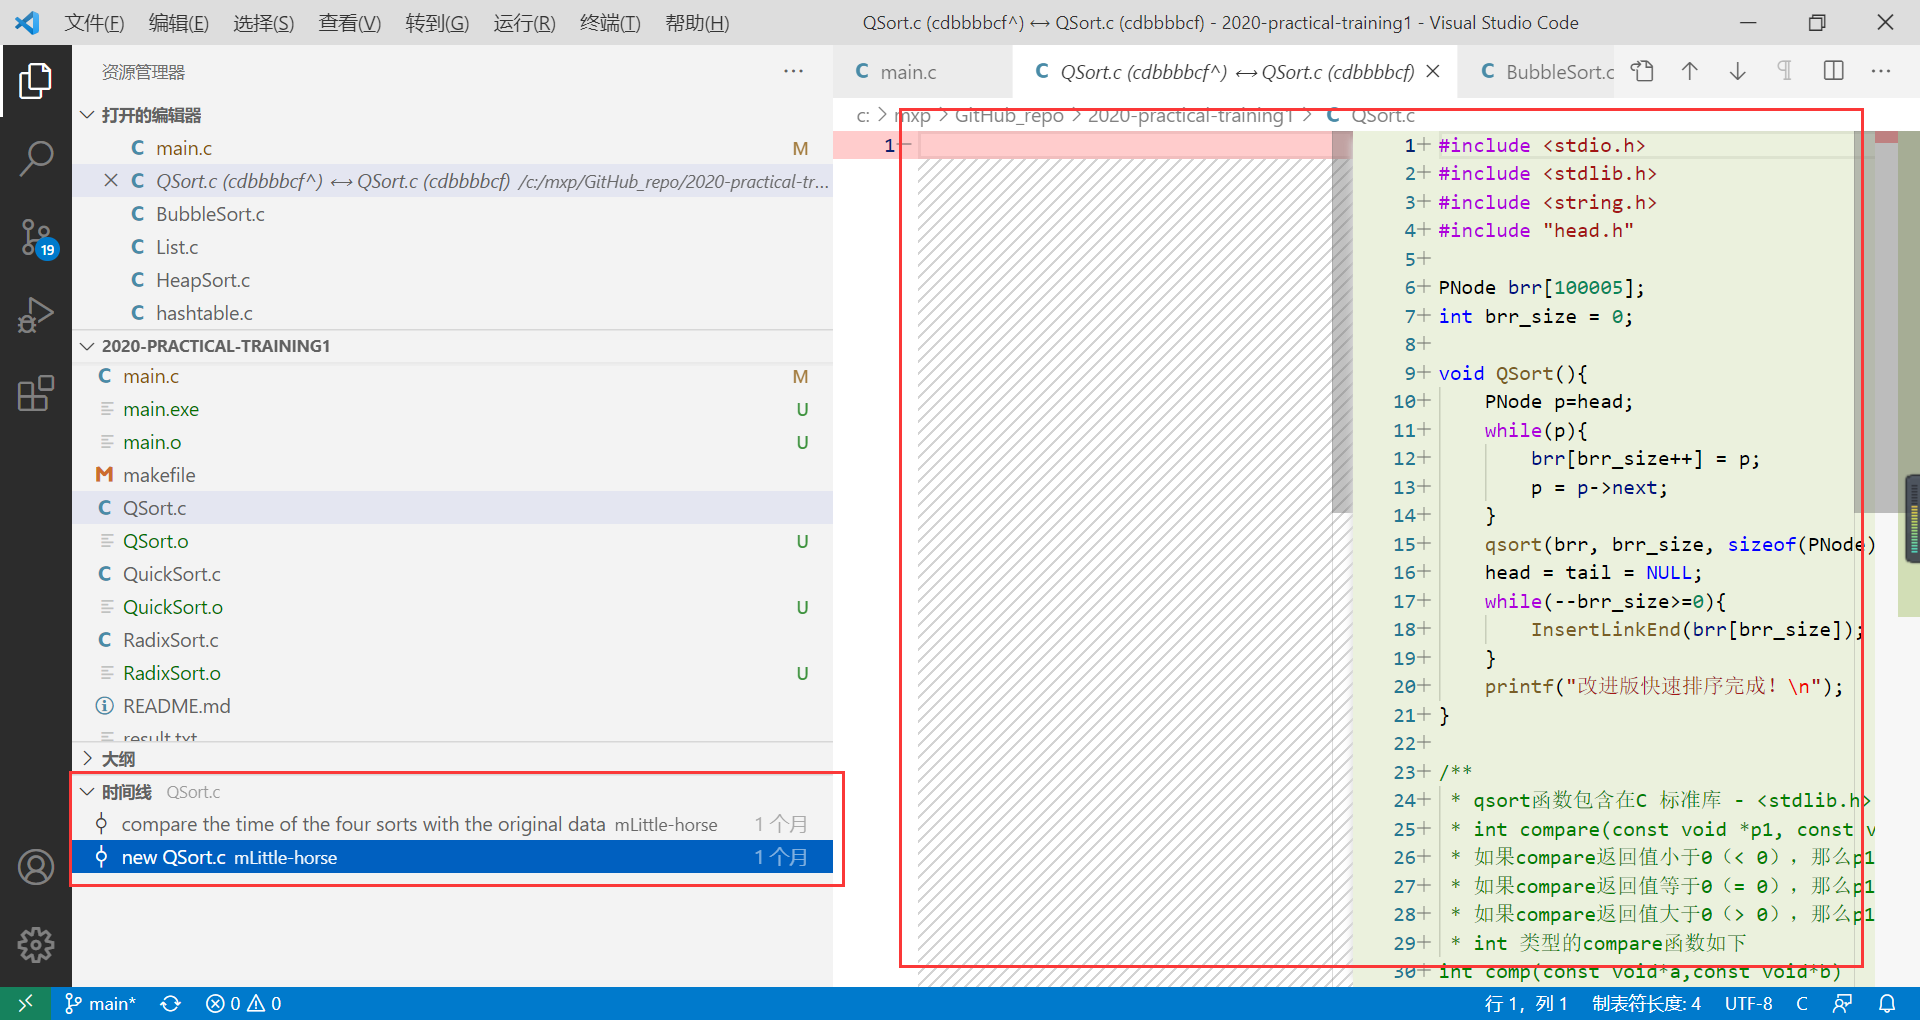 文件(F) 编辑(E) 选择(S) 查看(V) 转到(G) 运行(R) 终端(T) 帮助(H) QSort.c (cdbbbbcf^) ↔ QSort.c (cdbbbbcf) - 2020-practical-training1 - Visual Studio Code
资源管理器 ···
打开的编辑器
C main.c M
C QSort.c (cdbbbbcf^) ↔ QSort.c (cdbbbbcf) /c:/mxp/GitHub_repo/2020-practical-tr...
C BubbleSort.c
C List.c
C HeapSort.c
C hashtable.c
19
2020-PRACTICAL-TRAINING1
C main.c M
main.exe U
main.o U
M makefile
C QSort.c
QSort.o U
C QuickSort.c
QuickSort.o U
C RadixSort.c
RadixSort.o U
README.md
result.txt
大纲
时间线 QSort.c
compare the time of the four sorts with the original data mLittle-horse 1 个月
new QSort.c mLittle-horse 1 个月
C main.c C QSort.c (cdbbbbcf^) ↔ QSort.c (cdbbbbcf) C BubbleSort.c
c: > mxp > GitHub_repo > 2020-practical-training1 > C QSort.c
1−
1+ #include <stdio.h>
2+ #include <stdlib.h>
3+ #include <string.h>
4+ #include "head.h"
5+
6+ PNode brr[100005];
7+ int brr_size = 0;
8+
9+ void QSort(){
10+ PNode p=head;
11+ while(p){
12+ brr[brr_size++] = p;
13+ p = p->next;
14+ }
15+ qsort(brr, brr_size, sizeof(PNode)
16+ head = tail = NULL;
17+ while(--brr_size>=0){
18+ InsertLinkEnd(brr[brr_size]);
19+ }
20+ printf("改进版快速排序完成! \n");
21+ }
22+
23+ /**
24+ * qsort函数包含在C 标准库 - <stdlib.h>
25+ * int compare(const void *p1, const v
26+ * 如果compare返回值小于0（< 0），那么p1
27+ * 如果compare返回值等于0（= 0），那么p1
28+ * 如果compare返回值大于0（> 0），那么p1
29+ * int 类型的compare函数如下
30+ int comp(const void*a,const void*b)
main* 0 0 行 1，列 1 制表符长度: 4 UTF-8 C